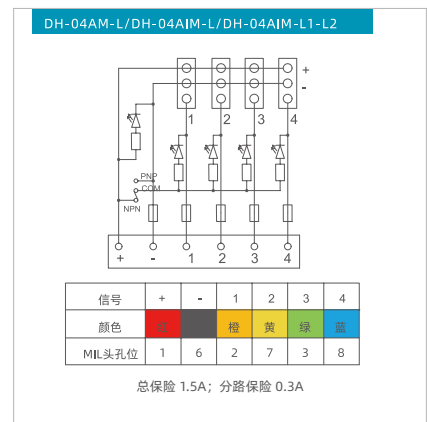 DH-04AM-L/DH-04AIM-L/DH-04AIM-L1-L2
+
-
1 2 3 4
PNP
COM
NPN
+ - 1 2 3 4
信号 + - 1 2 3 4
颜色 红 橙 黄 绿 蓝
MIL头孔位 1 6 2 7 3 8
总保险 1.5A；分路保险 0.3A